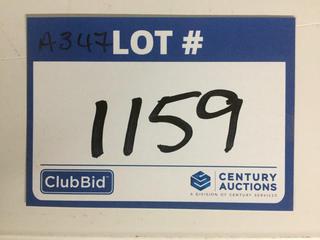 A347 LOT #
1159
ClubBid
CENTURY
AUCTIONS
A DIVISION OF CENTURY SERVICES